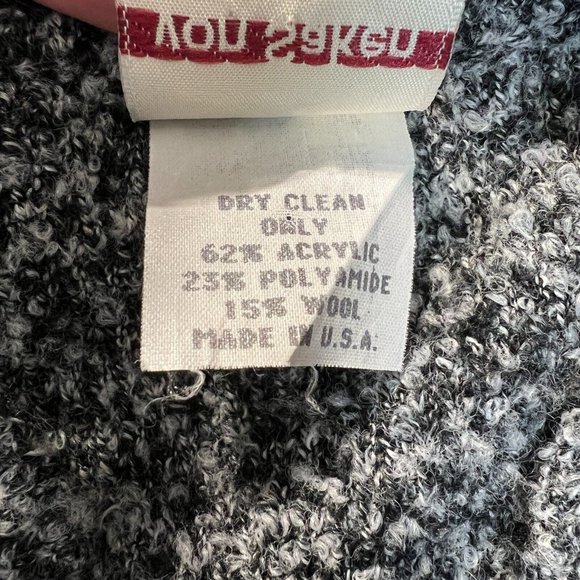 DRY CLEAN
ONLY
62% ACRYLIC
23% POLYAMIDE
15% WOOL
MADE IN U.S.A.